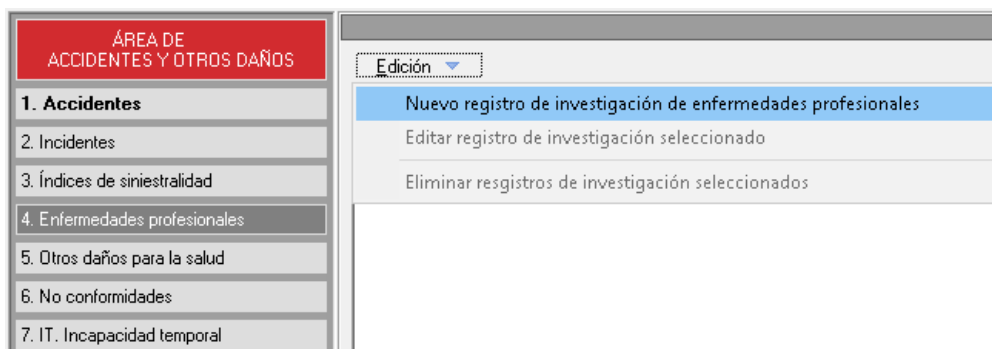 ÁREA DE
ACCIDENTES Y OTROS DAÑOS
1. Accidentes
2. Incidentes
3. Índices de siniestralidad
4. Enfermedades profesionales
5. Otros daños para la salud
6. No conformidades
7. IT. Incapacidad temporal
Edición
Nuevo registro de investigación de enfermedades profesionales
Editar registro de investigación seleccionado
Eliminar resgistros de investigación seleccionados